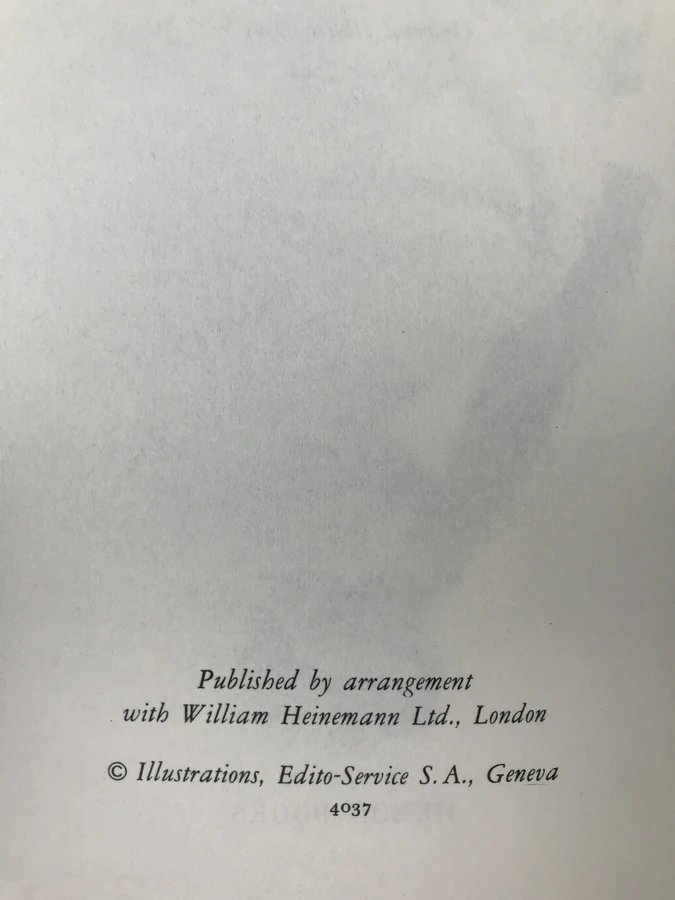 Published by arrangement
with William Heinemann Ltd., London
© Illustrations, Edito-Service S.A., Geneva
4037